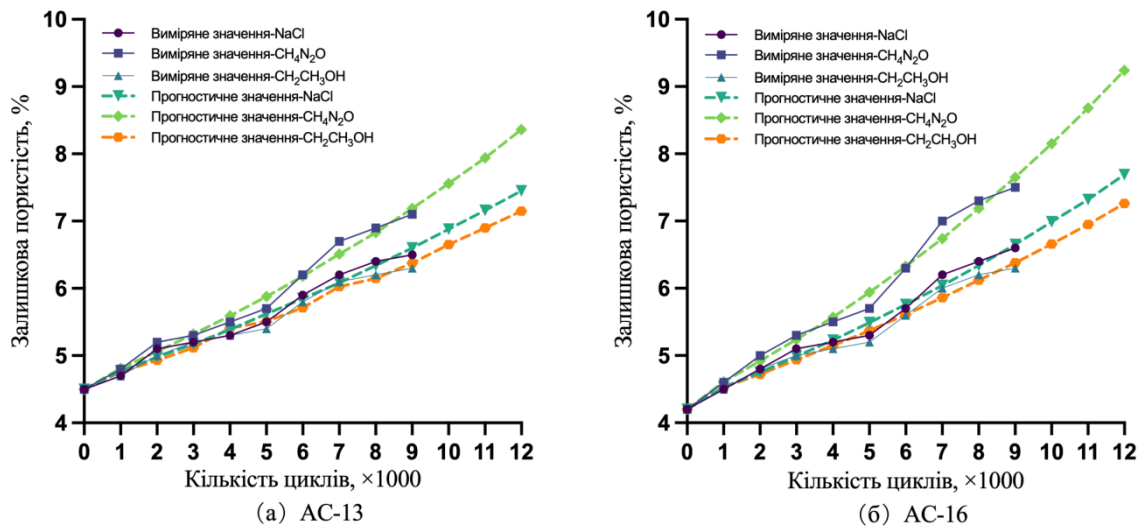 10
9
8
7
6
5
4
Залишкова пористість, %
Виміряне значення-NaCl
Виміряне значення-CH₄N₂O
Виміряне значення-CH₂CH₃OH
Прогностичне значення-NaCl
Прогностичне значення-CH₄N₂O
Прогностичне значення-CH₂CH₃OH
0 1 2 3 4 5 6 7 8 9 10 11 12
Кількість циклів, ×1000
(а) АС-13
10
9
8
7
6
5
4
Залишкова пористість, %
Виміряне значення-NaCl
Виміряне значення-CH₄N₂O
Виміряне значення-CH₂CH₃OH
Прогностичне значення-NaCl
Прогностичне значення-CH₄N₂O
Прогностичне значення-CH₂CH₃OH
0 1 2 3 4 5 6 7 8 9 10 11 12
Кількість циклів, ×1000
(б) АС-16